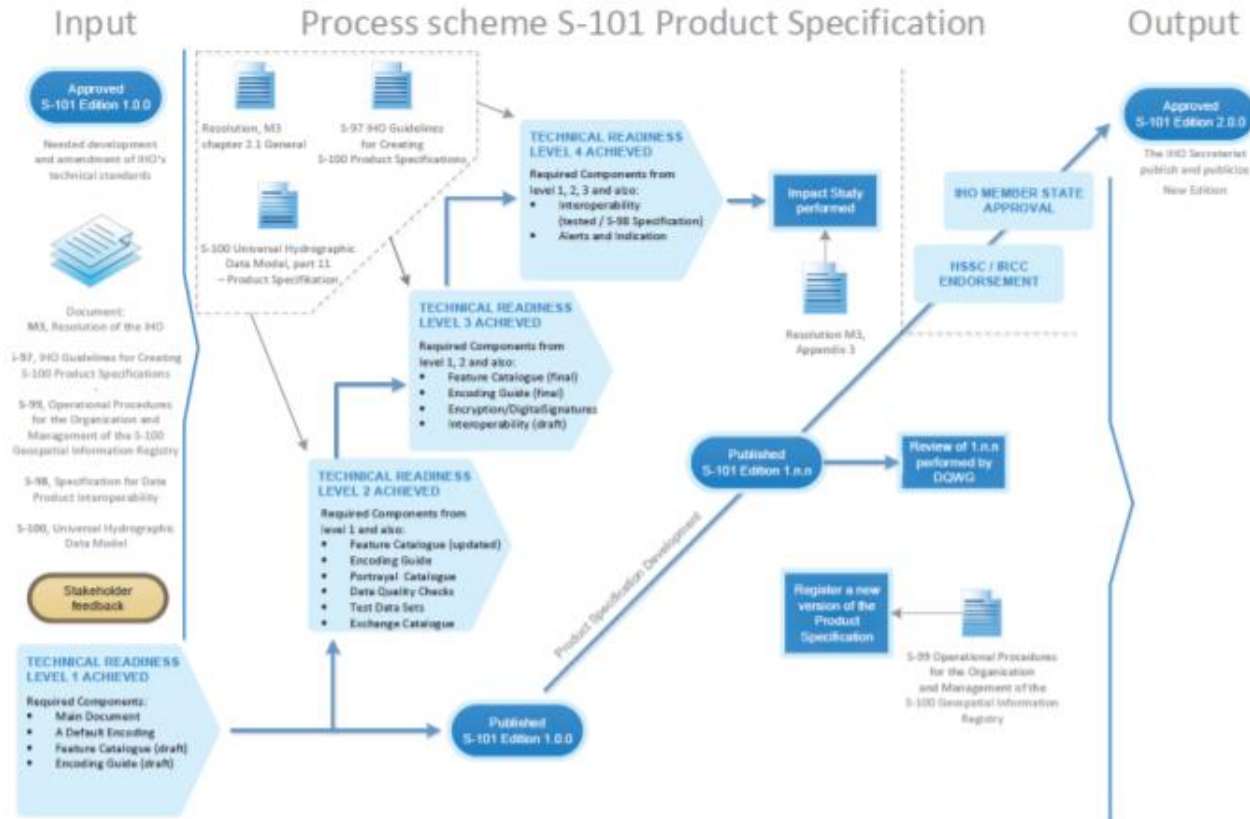 Input
Process scheme S-101 Product Specification
Output
Approved
S-101 Edition 1.0.0
Needed development
and amendment of IHO's
technical standards
Document:
M3, Resolution of the IHO
S-97, IHO Guidelines for Creating
S-100 Product Specifications
-
S-99, Operational Procedures
for the Organization and
Management of the S-100
Geospatial Information Registry
S-98, Specification for Data
Product Interoperability
S-100, Universal Hydrographic
Data Model
Stakeholder
feedback
TECHNICAL READINESS
LEVEL 1 ACHIEVED
Required Components:
• Main Document
• A Default Encoding
• Feature Catalogue (draft)
• Encoding Guide (draft)
Resolution, M3
chapter 2.1 General
S-97 IHO Guidelines
for Creating
S-100 Product Specifications
S-100 Universal Hydrographic
Data Model, part 11
– Product Specifikation
TECHNICAL READINESS
LEVEL 2 ACHIEVED
Required Components from
level 1 and also:
• Feature Catalogue (updated)
• Encoding Guide
• Portrayal Catalogue
• Data Quality Checks
• Test Data Sets
• Exchange Catalogue
TECHNICAL READINESS
LEVEL 3 ACHIEVED
Required Components from
level 1, 2 and also:
• Feature Catalogue (final)
• Encoding Guide (final)
• Encryption/DigitalSignatures
• Interoperability (draft)
TECHNICAL READINESS
LEVEL 4 ACHIEVED
Required Components from
level 1, 2, 3 and also:
• Interoperability
(tested / S-98 Specification)
• Alerts and Indication
Impact Study
performed
Resolution M3,
Appendix 3
Published
S-101 Edition 1.0.0
Product Specification Development
Published
S-101 Edition 1.n.n
Review of 1.n.n
performed by
DQWG
Register a new
version of the
Product
Specification
S-99 Operational Procedures
for the Organization
and Management of the
S-100 Geospatial Information
Registry
HSSC / IRCC
ENDORSEMENT
IHO MEMBER STATE
APPROVAL
Approved
S-101 Edition 2.0.0
The IHO Secretariet
publish and publicize
New Edition